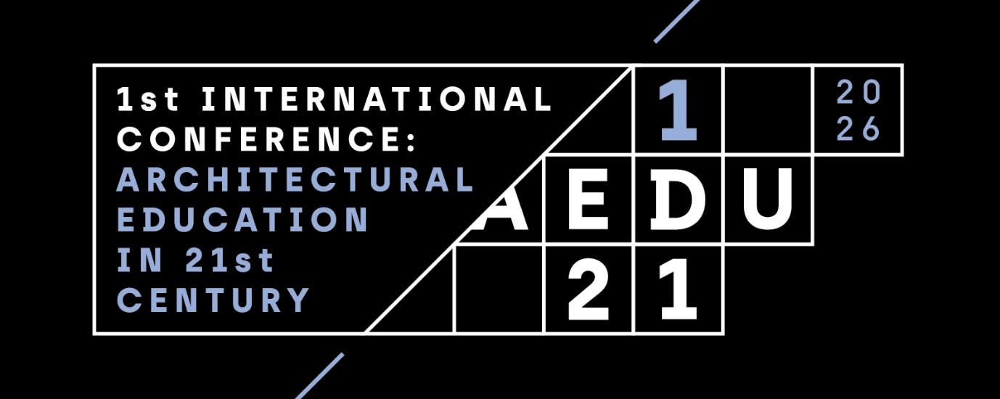 1st INTERNATIONAL
CONFERENCE:
ARCHITECTURAL
EDUCATION
IN 21st
CENTURY
1
20
26
AEDU
21